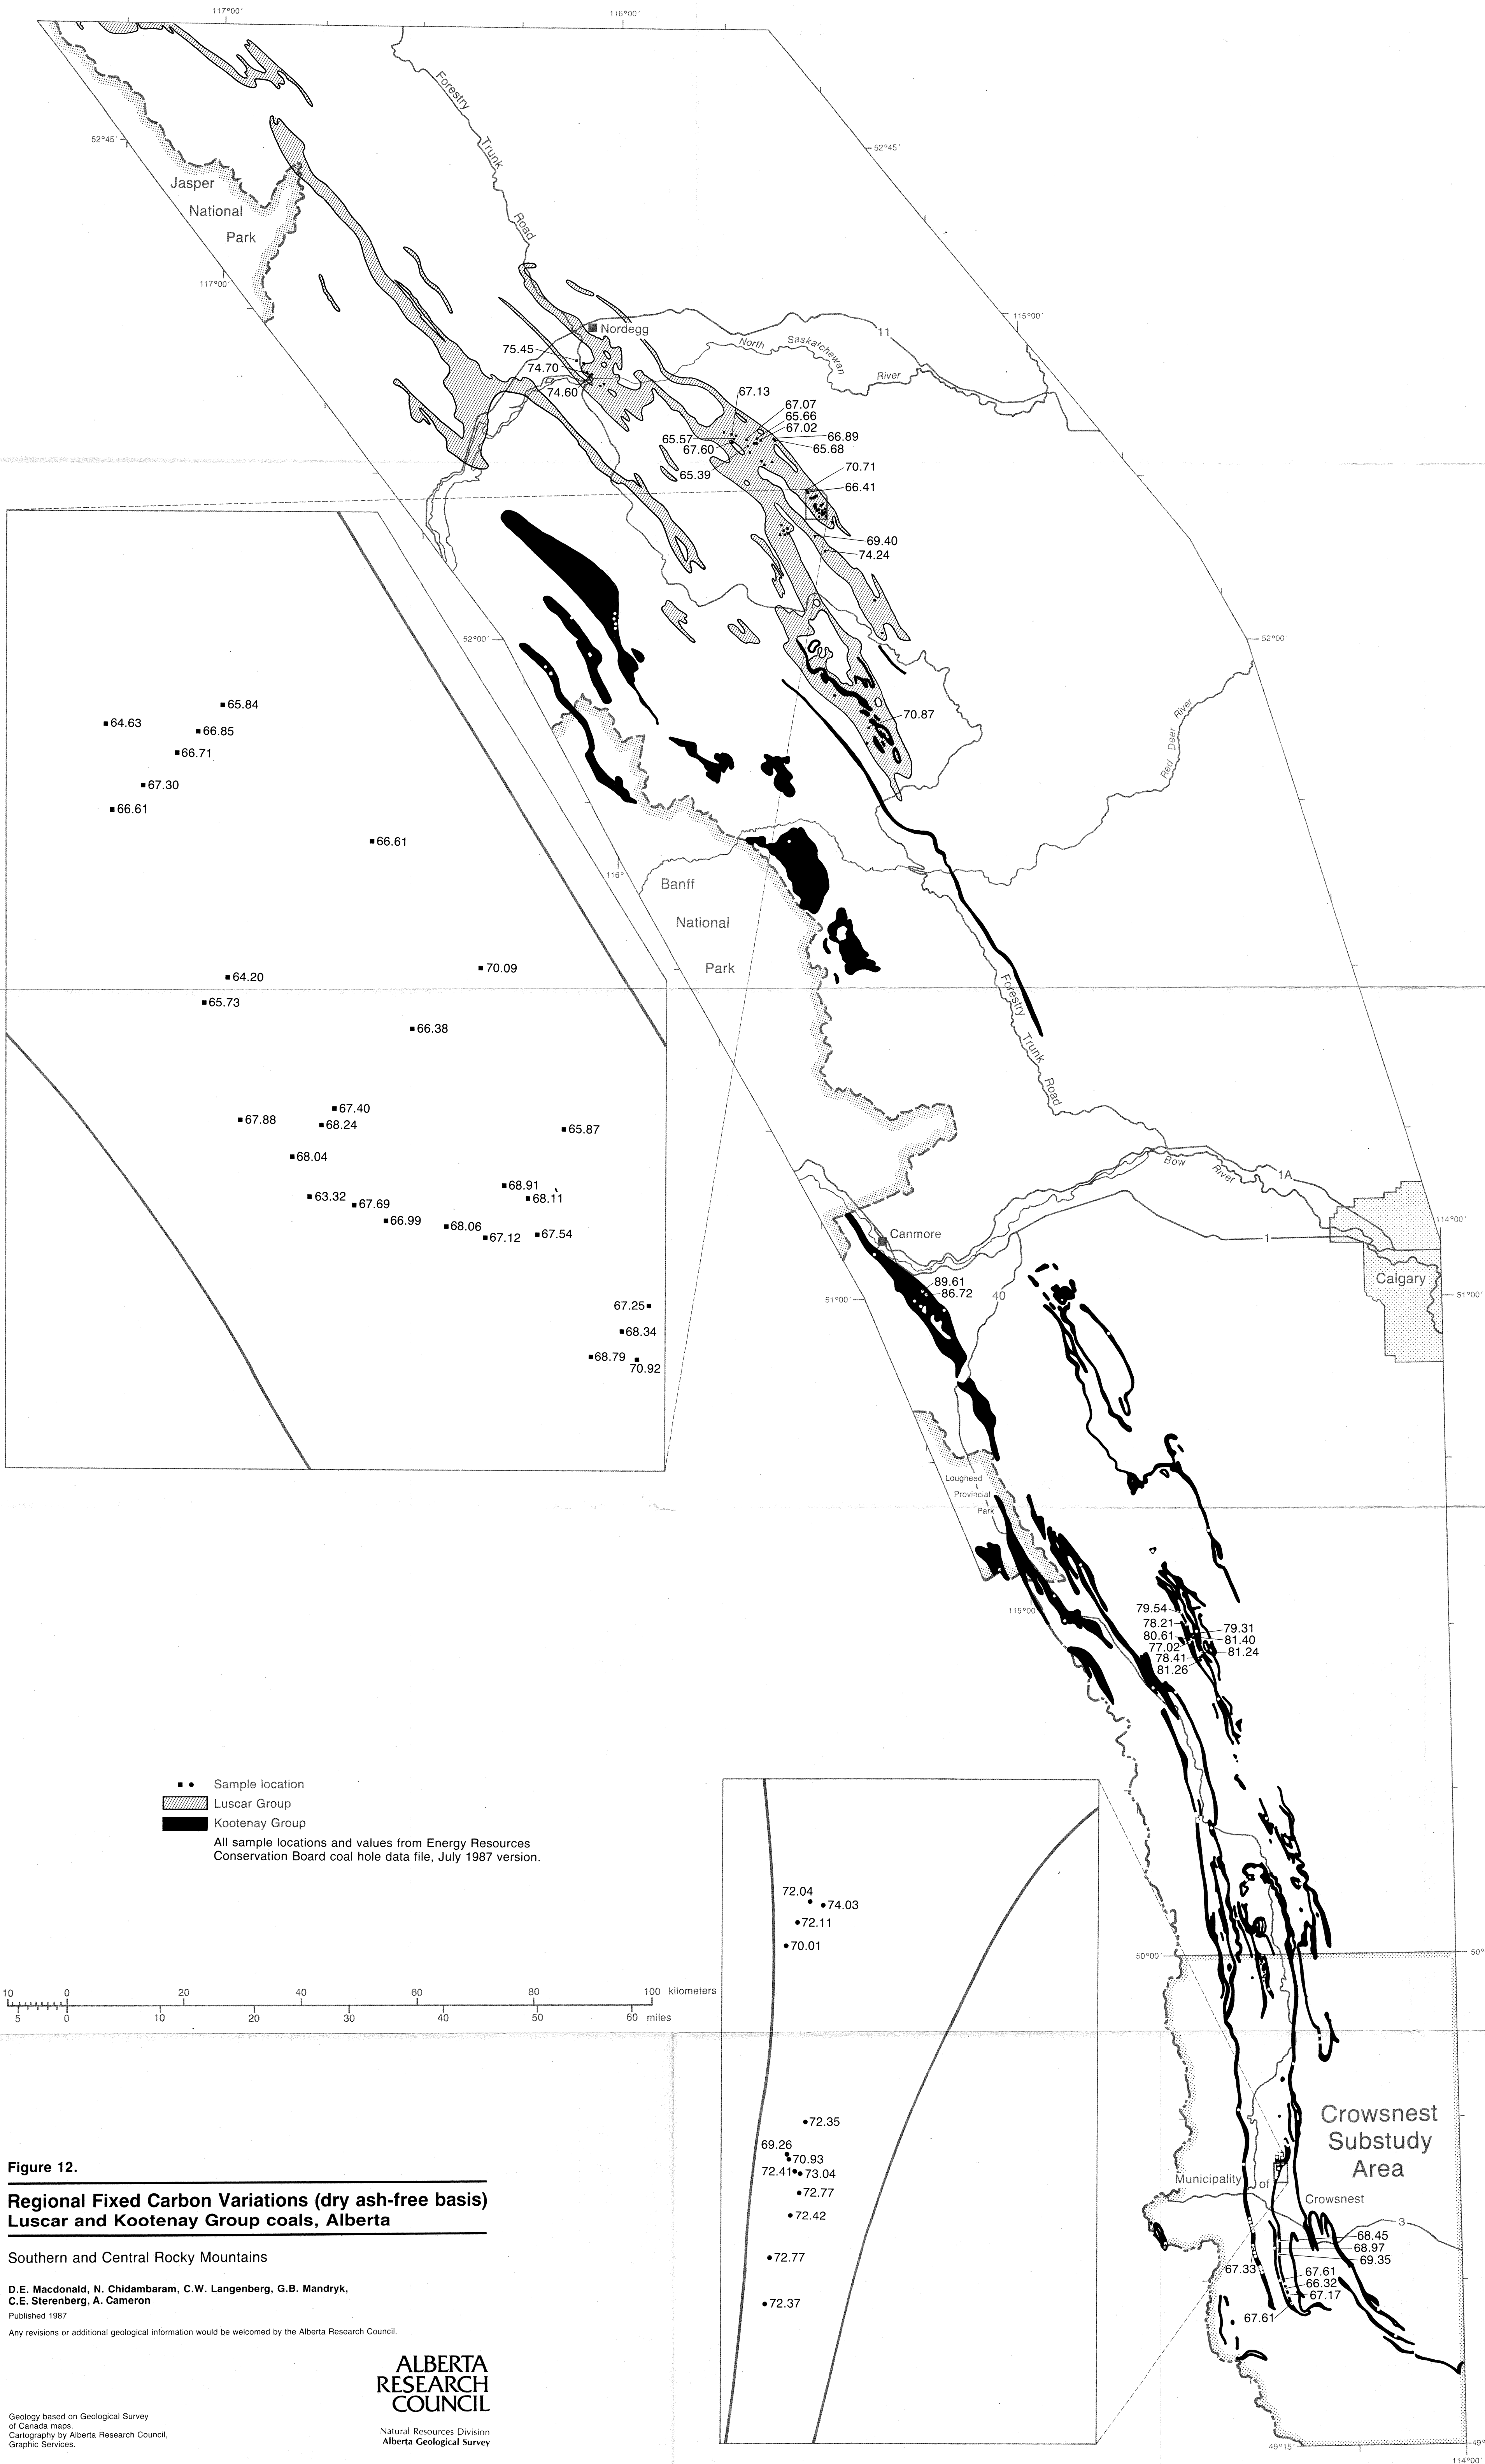 117°00'
116°00'
Forestry
Trunk
Road
52°45'
52°45'
Jasper
National
Park
117°00'
115°00'
Nordegg
11
North
Saskatchewan
River
75.45
74.70
74.60
67.13
67.07
65.66
67.02
65.57
67.60
66.89
65.68
65.39
70.71
66.41
69.40
74.24
52°00'
52°00'
70.87
Red
Deer
River
65.84
64.63
66.85
66.71
67.30
66.61
66.61
116°
Banff
National
Park
64.20
70.09
65.73
66.38
Forestry
Trunk
Road
67.40
67.88
68.24
65.87
68.04
68.91
63.32
67.69
68.11
66.99
68.06
67.12
67.54
67.25
68.34
68.79
70.92
Bow
River
1A
114°00'
Canmore
1
Calgary
89.61
86.72
40
51°00'
51°00'
Lougheed
Provincial
Park
115°00'
79.54
78.21
80.61
77.02
78.41
81.26
79.31
81.40
81.24
Sample location
Luscar Group
Kootenay Group
All sample locations and values from Energy Resources
Conservation Board coal hole data file, July 1987 version.
72.04
74.03
72.11
70.01
50°00'
50°
10 0 20 40 60 80 100 kilometers
5 0 10 20 30 40 50 60 miles
72.35
69.26
70.93
72.41
73.04
72.77
72.42
72.77
72.37
Crowsnest
Substudy
Area
Municipality
of
Crowsnest
3
68.45
68.97
69.35
67.33
67.61
66.32
67.17
67.61
49°15'
49°
114°00'
Figure 12.
Regional Fixed Carbon Variations (dry ash-free basis)
Luscar and Kootenay Group coals, Alberta
Southern and Central Rocky Mountains
D.E. Macdonald, N. Chidambaram, C.W. Langenberg, G.B. Mandryk,
C.E. Sterenberg, A. Cameron
Published 1987
Any revisions or additional geological information would be welcomed by the Alberta Research Council.
ALBERTA
RESEARCH
COUNCIL
Natural Resources Division
Alberta Geological Survey
Geology based on Geological Survey
of Canada maps.
Cartography by Alberta Research Council,
Graphic Services.